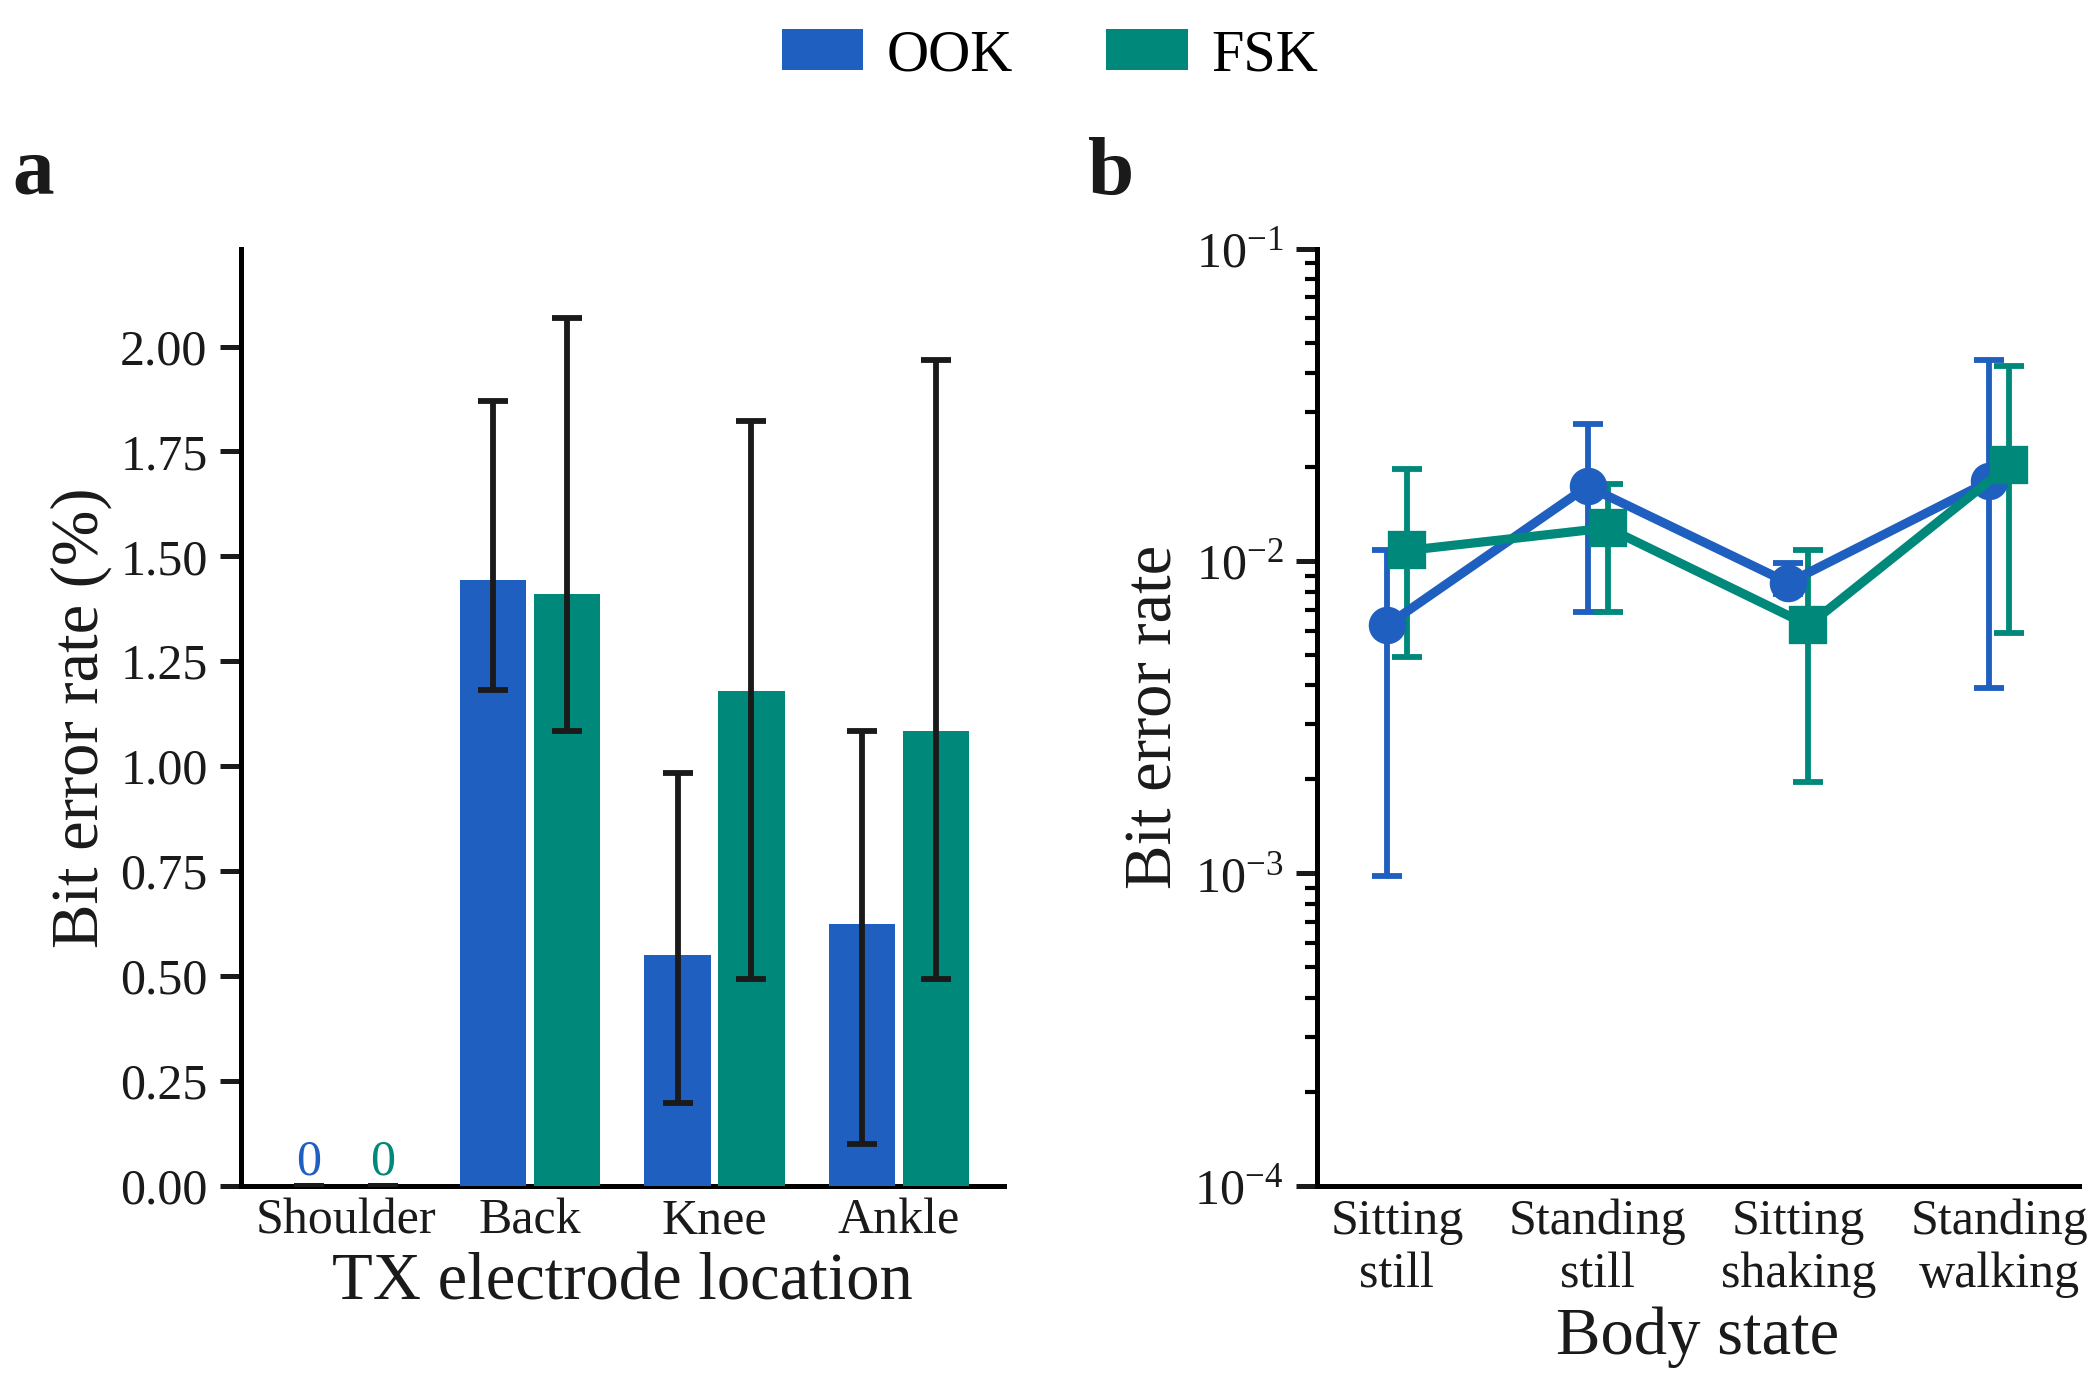 OOK
FSK
a
Bit error rate (%)
2.00
1.75
1.50
1.25
1.00
0.75
0.50
0.25
0.00
0
0
Shoulder
Back
Knee
Ankle
TX electrode location
b
Bit error rate
10⁻¹
10⁻²
10⁻³
10⁻⁴
Sitting still
Standing still
Sitting shaking
Standing walking
Body state